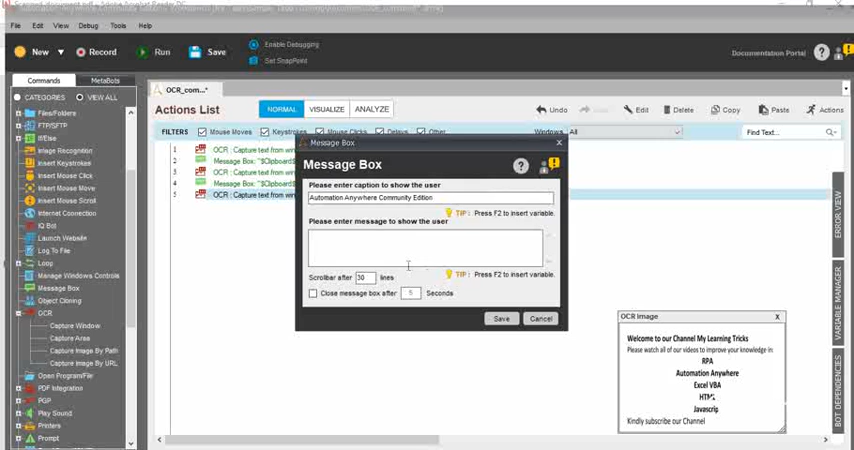 File Edit View Debug Tools Help
New Record Run Save
Enable Debugging
Set SnapPoint
Documentation Portal
Commands MetaBots
CATEGORIES VIEW ALL
Files/Folders
FTP/SFTP
If/Else
Image Recognition
Insert Keystrokes
Insert Mouse Click
Insert Mouse Move
Insert Mouse Scroll
Internet Connection
IQ Bot
Launch Website
Log To File
Loop
Manage Windows Controls
Message Box
Object Cloning
OCR
Capture Window
Capture Area
Capture Image By Path
Capture Image By URL
Open Program/File
PDF Integration
PGP
Play Sound
Printers
Prompt
OCR_com...*
Actions List
NORMAL VISUALIZE ANALYZE
Undo Edit Delete Copy Paste Actions
FILTERS Mouse Moves Keystrokes Mouse Clicks Delays Other Windows All Find Text...
1 OCR : Capture text from win
2 Message Box: "$Clipboard$
3 OCR : Capture text from win
4 Message Box: "$Clipboard$
5 OCR : Capture text from win
Message Box X
Message Box
Please enter caption to show the user
Automation Anywhere Community Edition
TIP : Press F2 to insert variable.
Please enter message to show the user
TIP : Press F2 to insert variable.
Scrollbar after 30 lines
Close message box after 5 Seconds
Save Cancel
OCR Image X
Welcome to our Channel My Learning Tricks
Please watch all of our videos to improve your knowledge in
RPA
Automation Anywhere
Excel VBA
HTML
Javascrip
Kindly subscribe our Channel
ERROR VIEW
VARIABLE MANAGER
BOT DEPENDENCIES